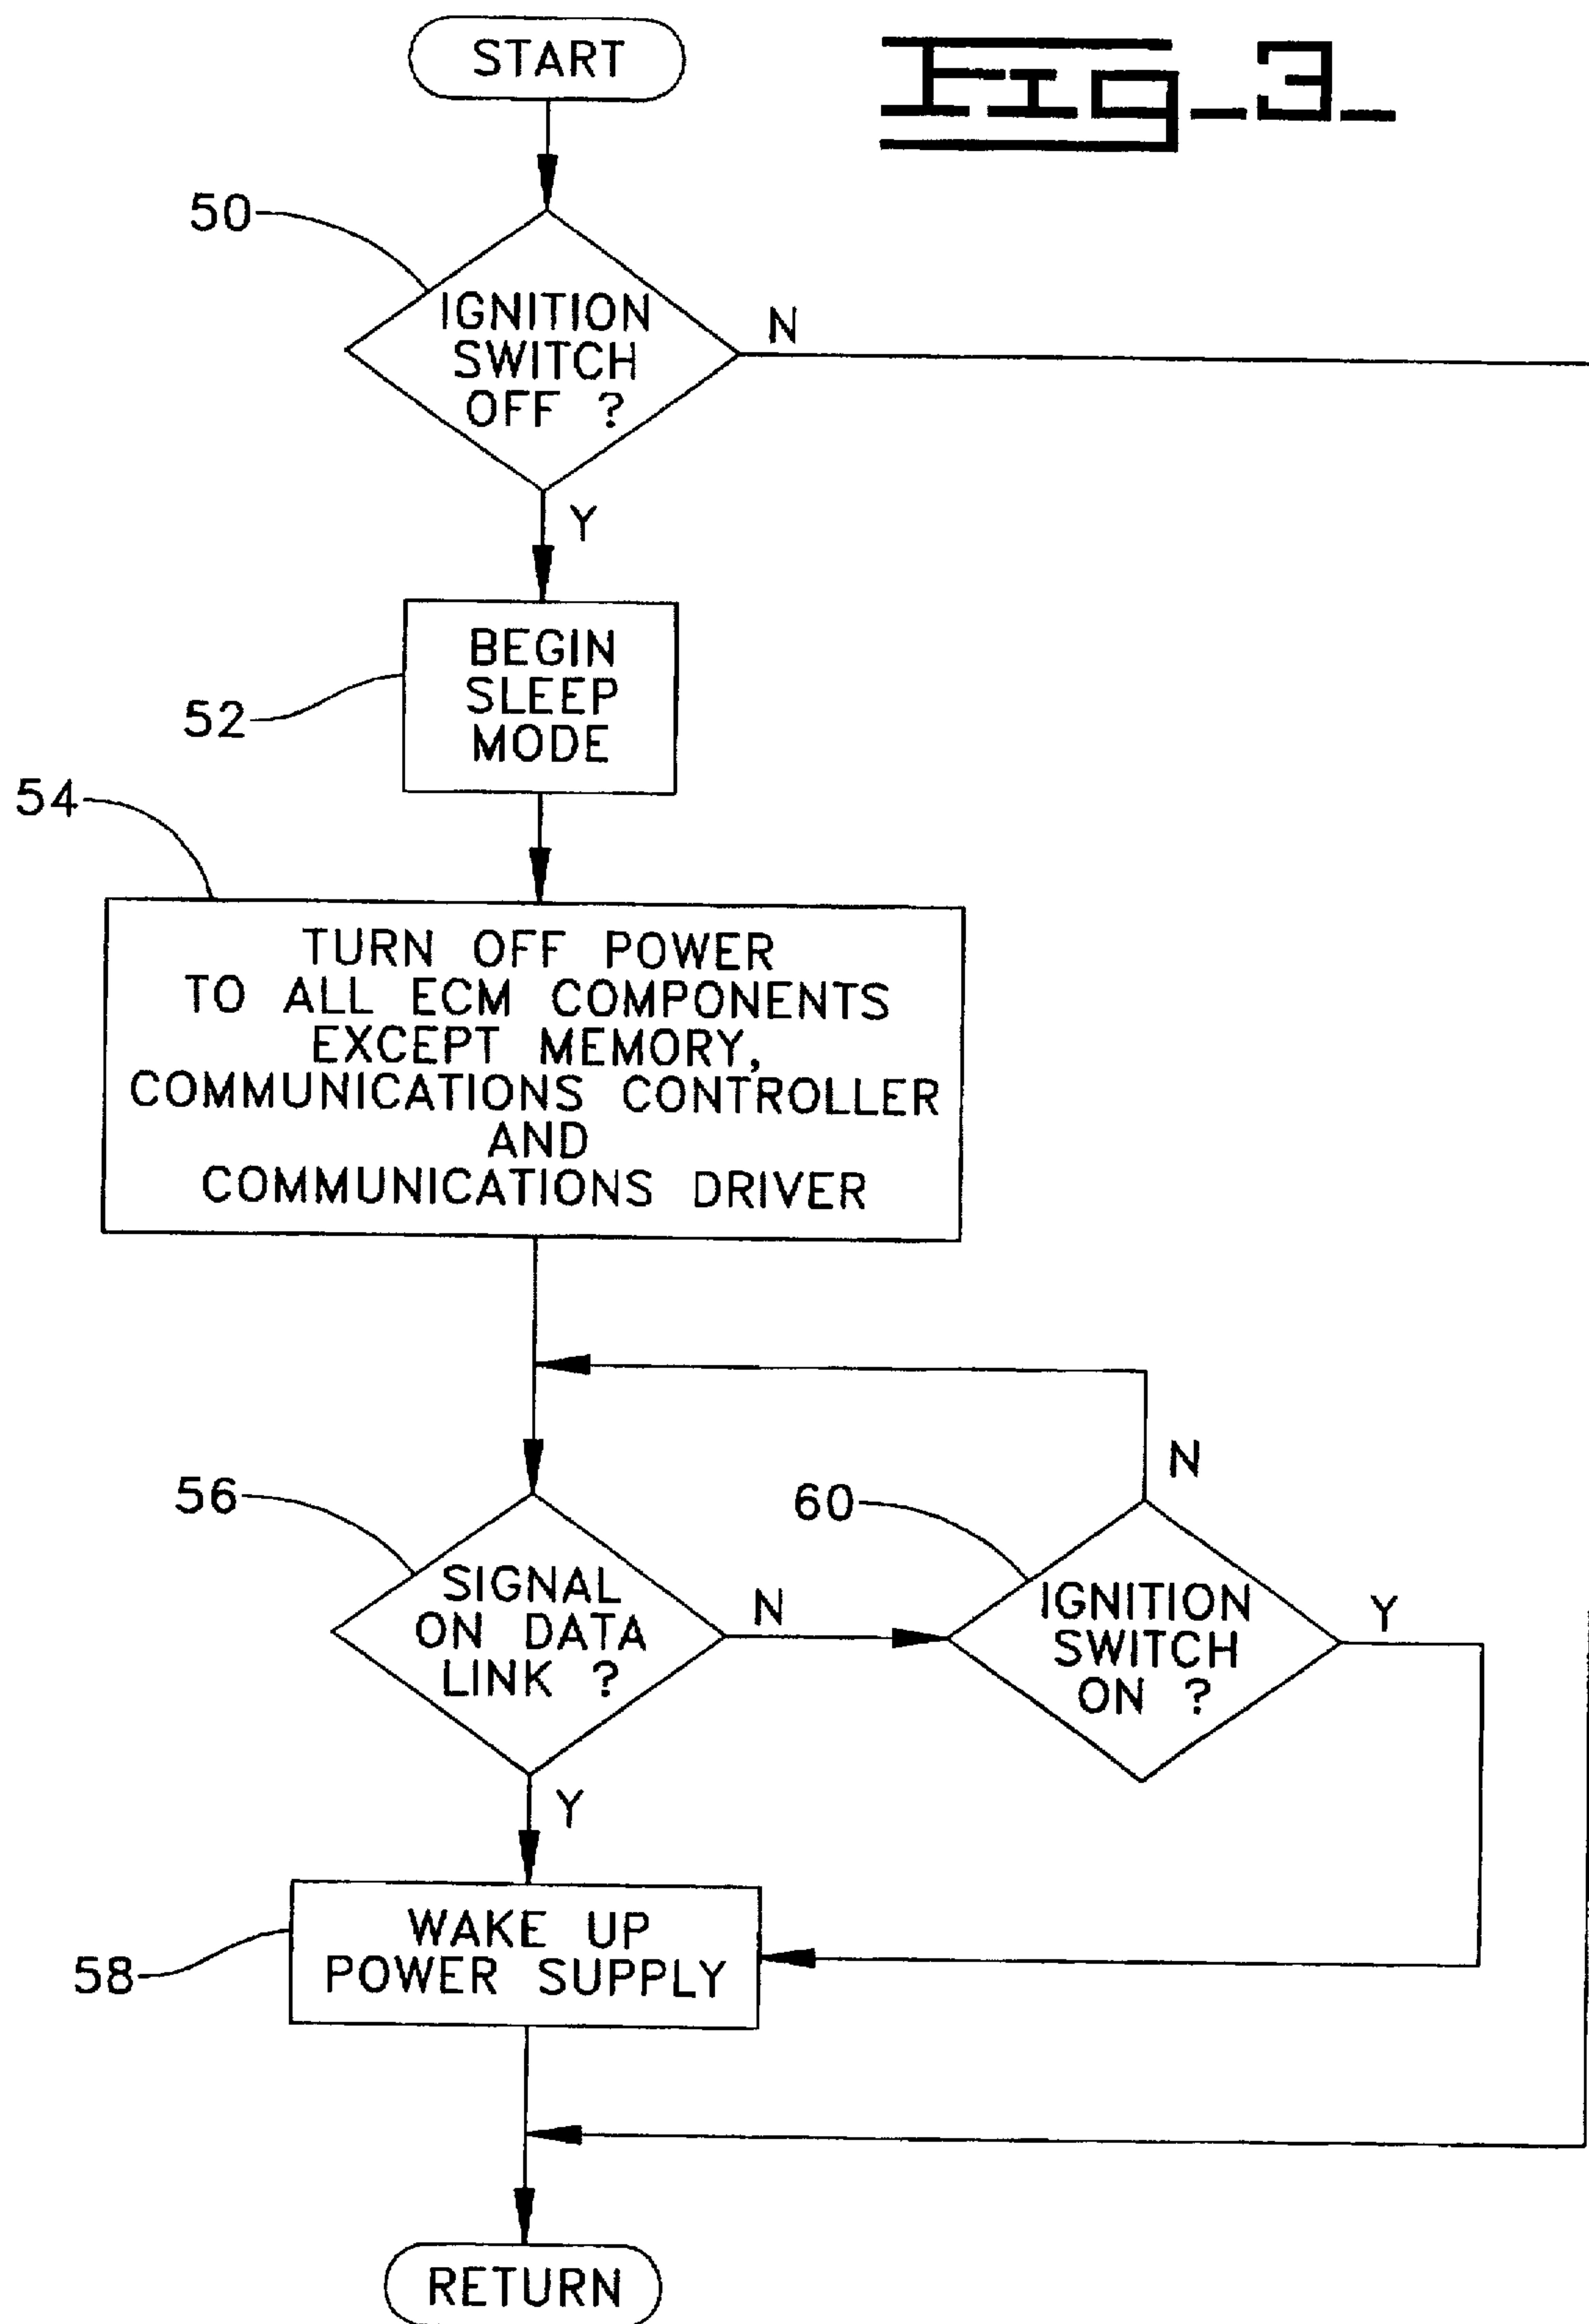 START
Fig_3_
50
IGNITION
SWITCH
OFF ?
N
Y
BEGIN
SLEEP
MODE
52
54
TURN OFF POWER
TO ALL ECM COMPONENTS
EXCEPT MEMORY,
COMMUNICATIONS CONTROLLER
AND
COMMUNICATIONS DRIVER
N
56
60
SIGNAL
ON DATA
LINK ?
N
IGNITION
SWITCH
ON ?
Y
Y
WAKE UP
POWER SUPPLY
58
RETURN